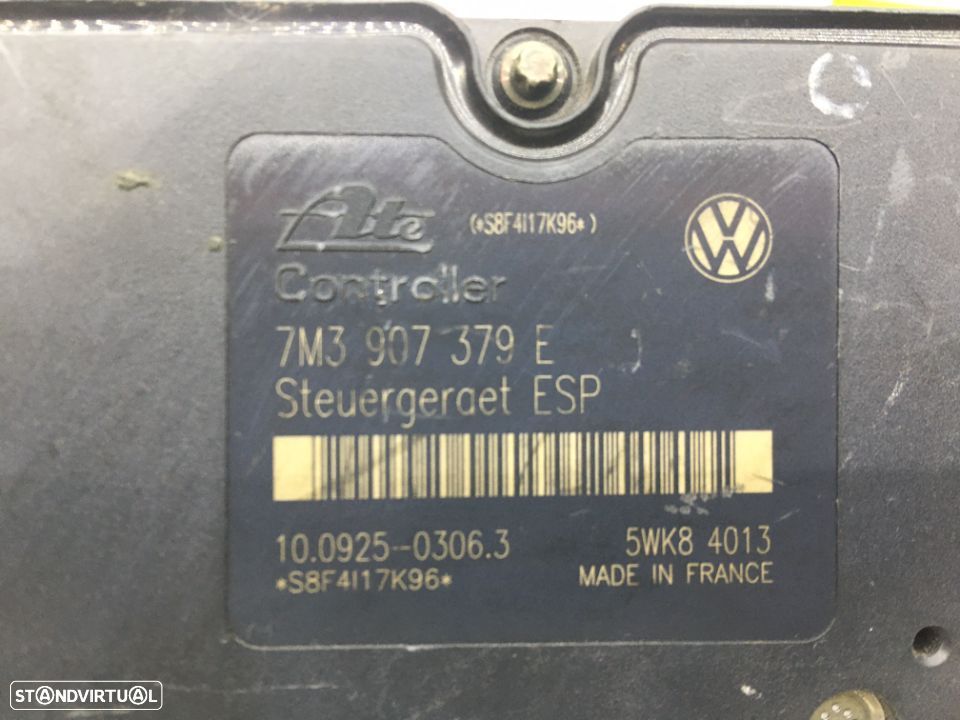 Ate (*S8F4I17K96*)
Controller
7M3 907 379 E
Steuergeraet ESP
10.0925-0306.3 5WK8 4013
*S8F4I17K96* MADE IN FRANCE
STANDVIRTUAL